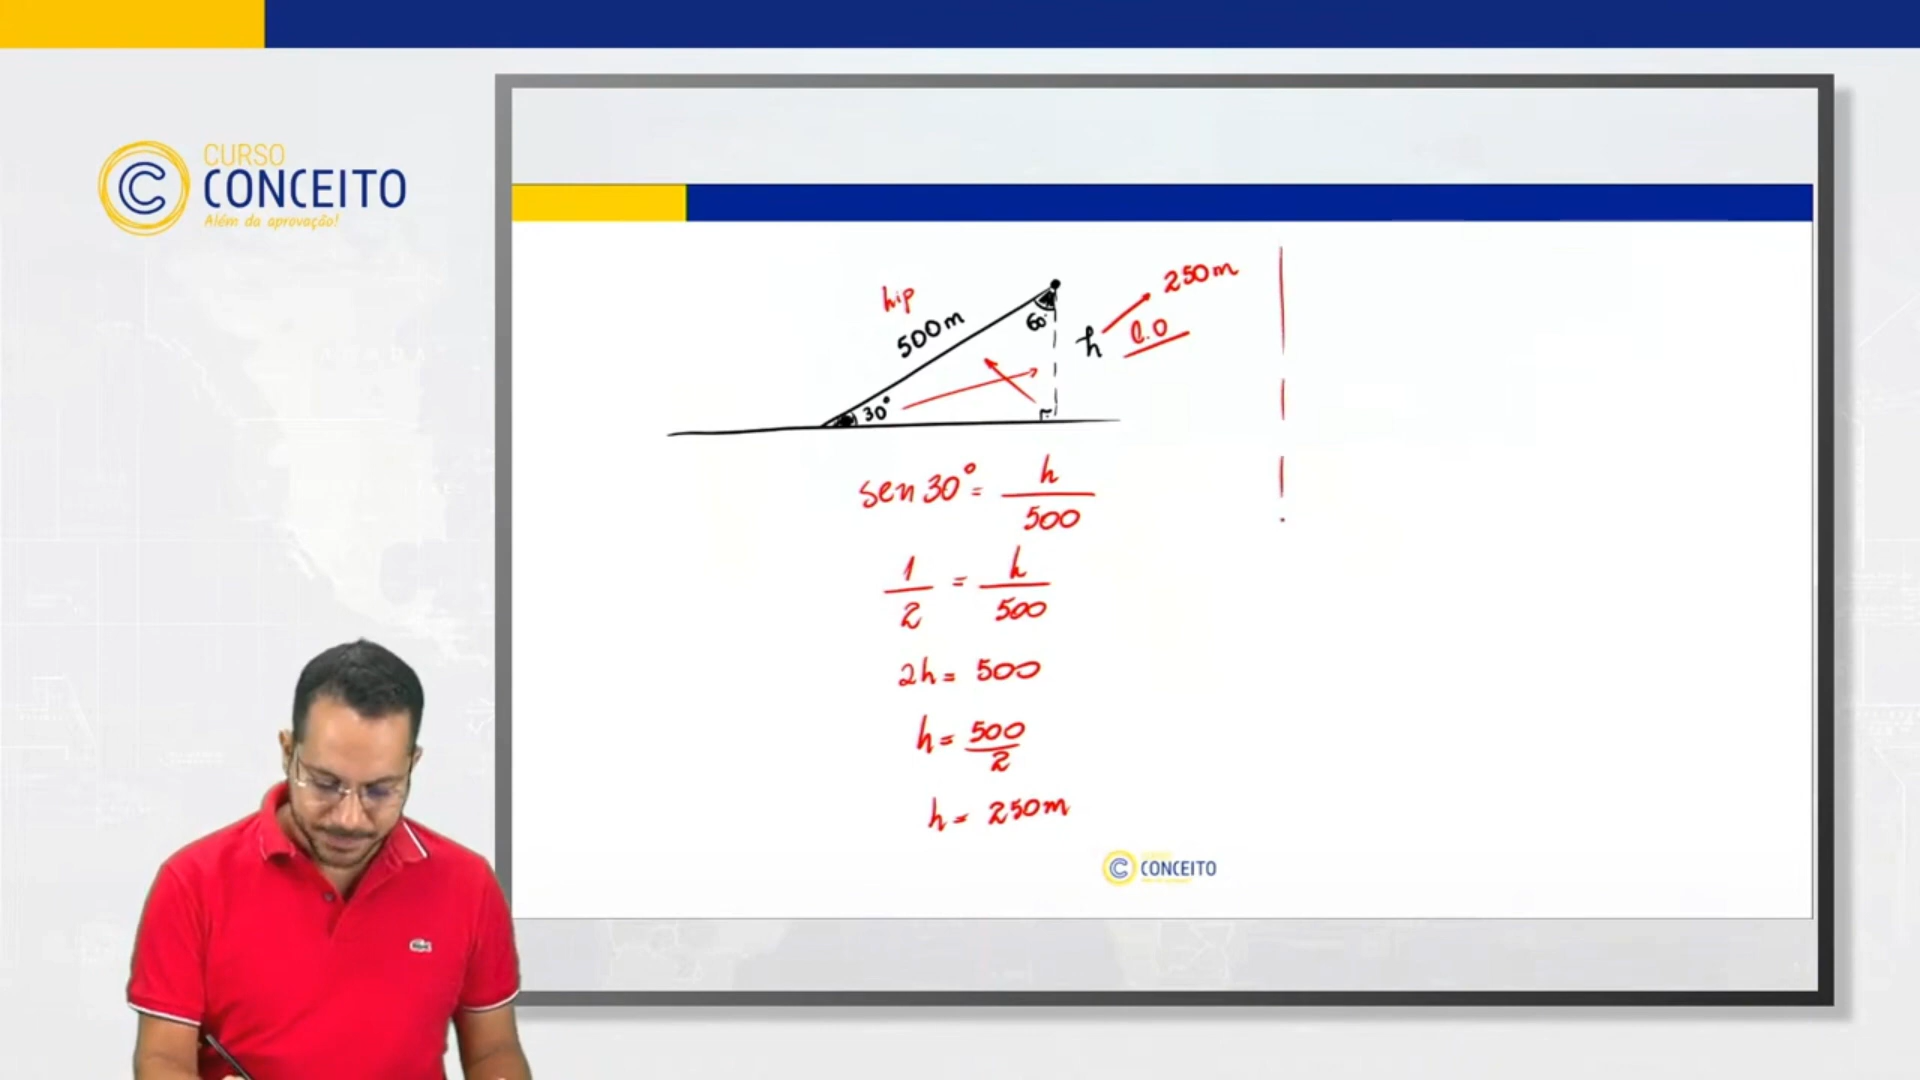 CURSO
CONCEITO
Além da aprovação!
hip
500m
250m
60°
h
C.O
30°
sen 30° = h/500
1/2 = h/500
2h = 500
h = 500/2
h = 250m
CONCEITO